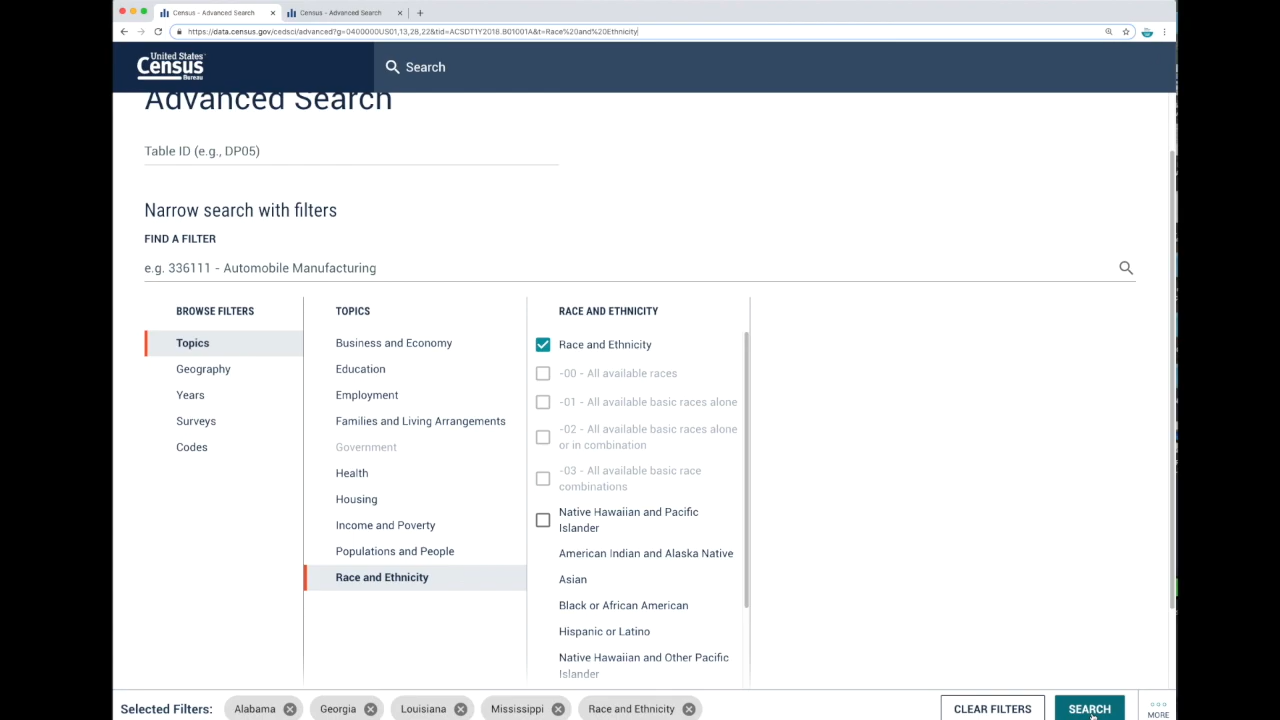 Census - Advanced Search
Census - Advanced Search
https://data.census.gov/cedsci/advanced?g=0400000US01,13,28,22&tid=ACSDT1Y2018.B01001A&t=Race%20and%20Ethnicity
United States
Census
Bureau
Search
Advanced Search
Table ID (e.g., DP05)
Narrow search with filters
FIND A FILTER
e.g. 336111 - Automobile Manufacturing
BROWSE FILTERS
Topics
Geography
Years
Surveys
Codes
TOPICS
Business and Economy
Education
Employment
Families and Living Arrangements
Government
Health
Housing
Income and Poverty
Populations and People
Race and Ethnicity
RACE AND ETHNICITY
Race and Ethnicity
-00 - All available races
-01 - All available basic races alone
-02 - All available basic races alone
or in combination
-03 - All available basic race
combinations
Native Hawaiian and Pacific
Islander
American Indian and Alaska Native
Asian
Black or African American
Hispanic or Latino
Native Hawaiian and Other Pacific
Islander
Selected Filters: Alabama Georgia Louisiana Mississippi Race and Ethnicity CLEAR FILTERS SEARCH MORE